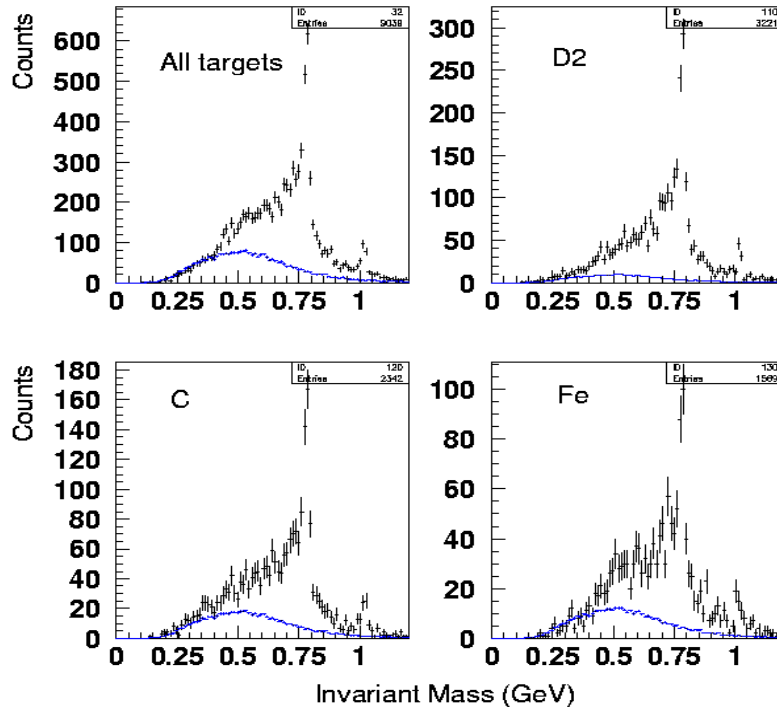 ID 32
Entries 9039
All targets
Counts
600
500
400
300
200
100
0
0 0.25 0.5 0.75 1
ID 110
Entries 3221
D2
300
250
200
150
100
50
0
0 0.25 0.5 0.75 1
ID 120
Entries 2342
C
Counts
180
160
140
120
100
80
60
40
20
0
0 0.25 0.5 0.75 1
ID 130
Entries 1569
Fe
100
80
60
40
20
0
0 0.25 0.5 0.75 1
Invariant Mass (GeV)